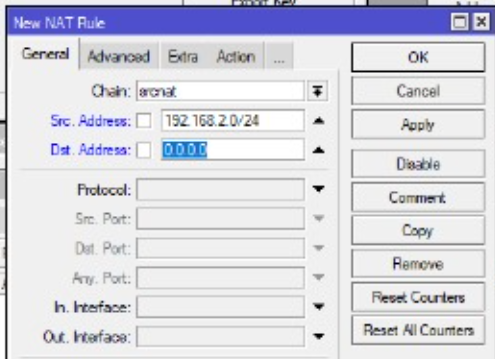 Export Key
New NAT Rule
General Advanced Extra Action ...
Chain: srcnat
Src. Address: 192.168.2.0/24
Dst. Address: 0.0.0.0
Protocol:
Src. Port:
Dst. Port:
Any. Port:
In. Interface:
Out. Interface:
OK
Cancel
Apply
Disable
Comment
Copy
Remove
Reset Counters
Reset All Counters